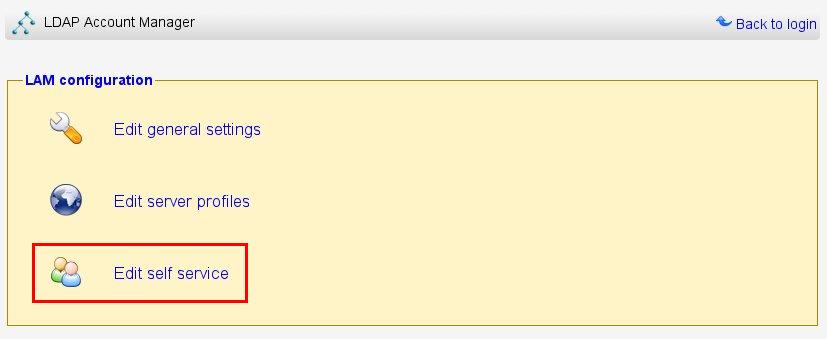 LDAP Account Manager
Back to login
LAM configuration
Edit general settings
Edit server profiles
Edit self service